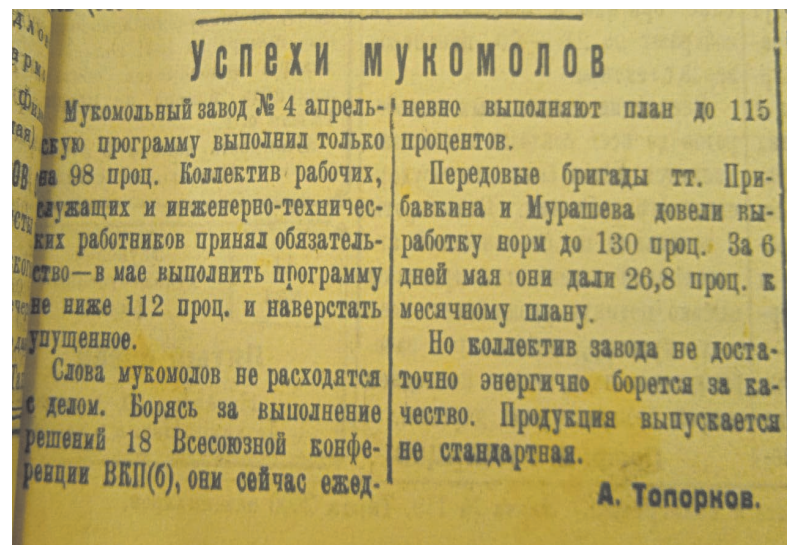 Успехи мукомолов
Мукомольный завод № 4 апрель-
скую программу выполнил только
на 98 проц. Коллектив рабочих,
служащих и инженерно-техничес-
ких работников принял обязатель-
ство—в мае выполнить программу
не ниже 112 проц. и наверстать
упущенное.
Слова мукомолов не расходятся
с делом. Борясь за выполнение
решений 18 Всесоюзной конфе-
ренции ВКП(б), они сейчас ежед-
невно выполняют план до 115
процентов.
Передовые бригады тт. При-
бавкина и Мурашева довели вы-
работку норм до 130 проц. За 6
дней мая они дали 26,8 проц. к
месячному плану.
Но коллектив завода не доста-
точно энергично борется за ка-
чество. Продукция выпускается
не стандартная.
А. Топорков.